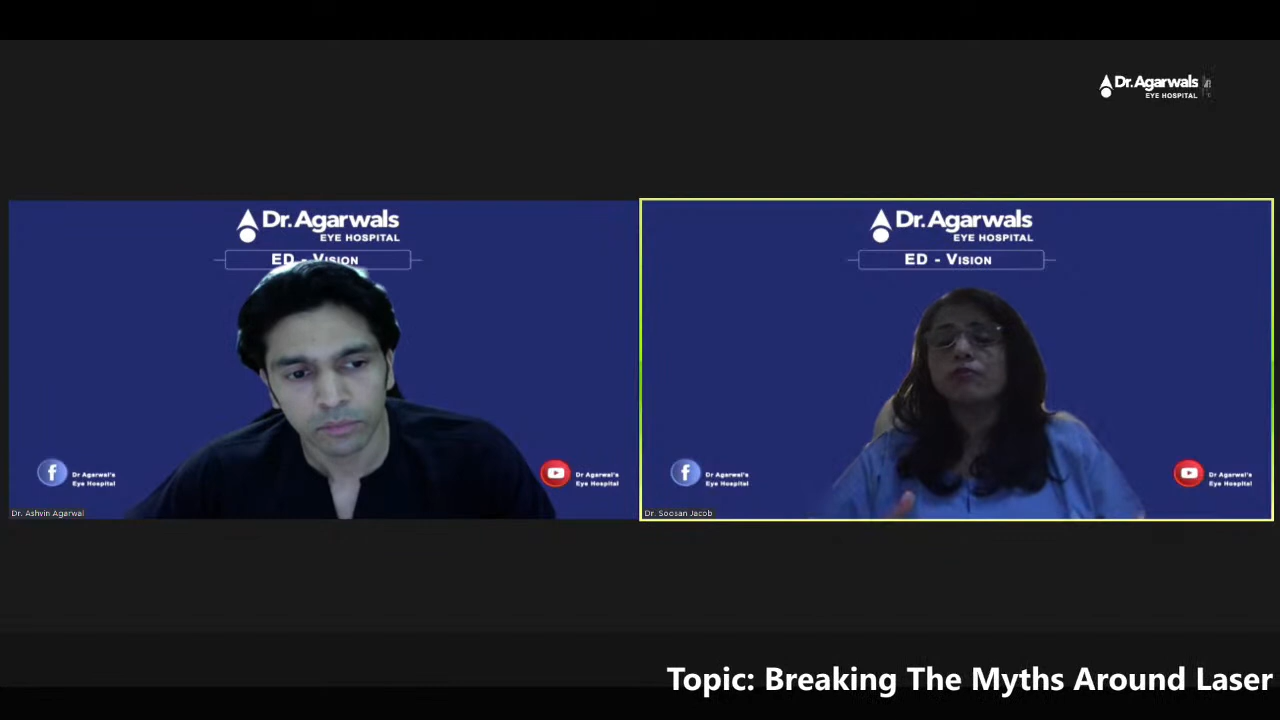 Dr. Agarwals
EYE HOSPITAL
Dr. Agarwals
EYE HOSPITAL
ED - VISION
Dr Agarwal's
Eye Hospital
Dr Agarwal's
Eye Hospital
Dr. Ashvin Agarwal
Dr. Agarwals
EYE HOSPITAL
ED - VISION
Dr Agarwal's
Eye Hospital
Dr Agarwal's
Eye Hospital
Dr. Soosan Jacob
Topic: Breaking The Myths Around Laser